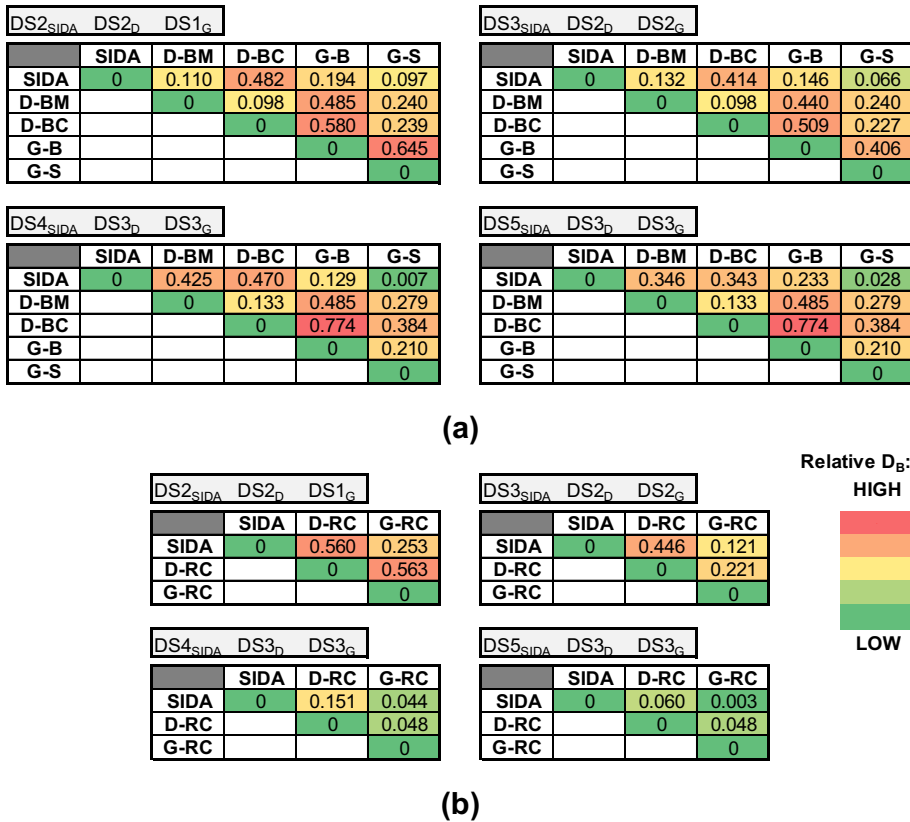 DS2SIDA DS2D DS1G
SIDA D-BM D-BC G-B G-S
SIDA 0 0.110 0.482 0.194 0.097
D-BM 0 0.098 0.485 0.240
D-BC 0 0.580 0.239
G-B 0 0.645
G-S 0
DS3SIDA DS2D DS2G
SIDA D-BM D-BC G-B G-S
SIDA 0 0.132 0.414 0.146 0.066
D-BM 0 0.098 0.440 0.240
D-BC 0 0.509 0.227
G-B 0 0.406
G-S 0
DS4SIDA DS3D DS3G
SIDA D-BM D-BC G-B G-S
SIDA 0 0.425 0.470 0.129 0.007
D-BM 0 0.133 0.485 0.279
D-BC 0 0.774 0.384
G-B 0 0.210
G-S 0
DS5SIDA DS3D DS3G
SIDA D-BM D-BC G-B G-S
SIDA 0 0.346 0.343 0.233 0.028
D-BM 0 0.133 0.485 0.279
D-BC 0 0.774 0.384
G-B 0 0.210
G-S 0
(a)
DS2SIDA DS2D DS1G
SIDA D-RC G-RC
SIDA 0 0.560 0.253
D-RC 0 0.563
G-RC 0
DS3SIDA DS2D DS2G
SIDA D-RC G-RC
SIDA 0 0.446 0.121
D-RC 0 0.221
G-RC 0
DS4SIDA DS3D DS3G
SIDA D-RC G-RC
SIDA 0 0.151 0.044
D-RC 0 0.048
G-RC 0
DS5SIDA DS3D DS3G
SIDA D-RC G-RC
SIDA 0 0.060 0.003
D-RC 0 0.048
G-RC 0
Relative DB:
HIGH
LOW
(b)